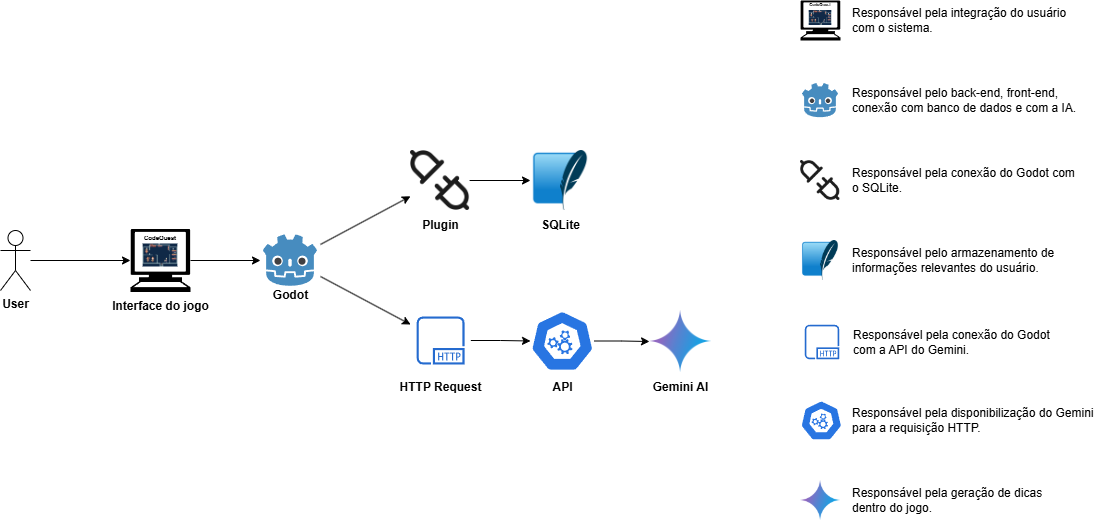 CodeQuest
Responsável pela integração do usuário
com o sistema.
Responsável pelo back-end, front-end,
conexão com banco de dados e com a IA.
Responsável pela conexão do Godot com
o SQLite.
Plugin
SQLite
CodeQuest
User
Interface do jogo
Godot
Responsável pelo armazenamento de
informações relevantes do usuário.
HTTP
HTTP Request
API
Gemini AI
HTTP
Responsável pela conexão do Godot
com a API do Gemini.
Responsável pela disponibilização do Gemini
para a requisição HTTP.
Responsável pela geração de dicas
dentro do jogo.